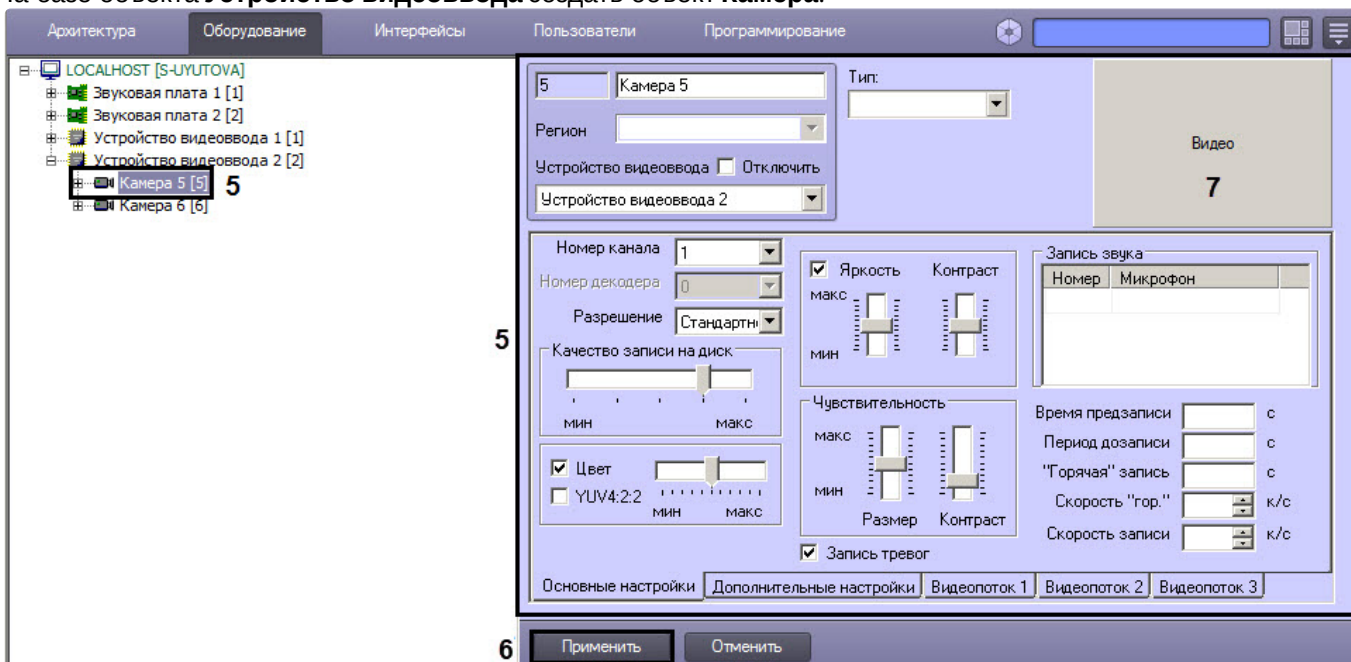 на базе объекта Устройство видеоввода создать объект Камера.
Архитектура Оборудование Интерфейсы Пользователи Программирование
LOCALHOST [S-UYUTOVA]
Звуковая плата 1 [1]
Звуковая плата 2 [2]
Устройство видеоввода 1 [1]
Устройство видеоввода 2 [2]
Камера 5 [5]
5
Камера 6 [6]
5 Камера 5
Тип:
Регион
Устройство видеоввода Отключить
Устройство видеоввода 2
Видео
7
5
Номер канала 1
Номер декодера 0
Разрешение Стандартн
Качество записи на диск
мин макс
Цвет
YUV4:2:2
мин макс
Яркость Контраст
макс
мин
Чувствительность
макс
мин
Размер Контраст
Запись тревог
Запись звука
Номер Микрофон
Время предзаписи с
Период дозаписи с
"Горячая" запись с
Скорость "гор." к/с
Скорость записи к/с
Основные настройки Дополнительные настройки Видеопоток 1 Видеопоток 2 Видеопоток 3
6 Применить Отменить